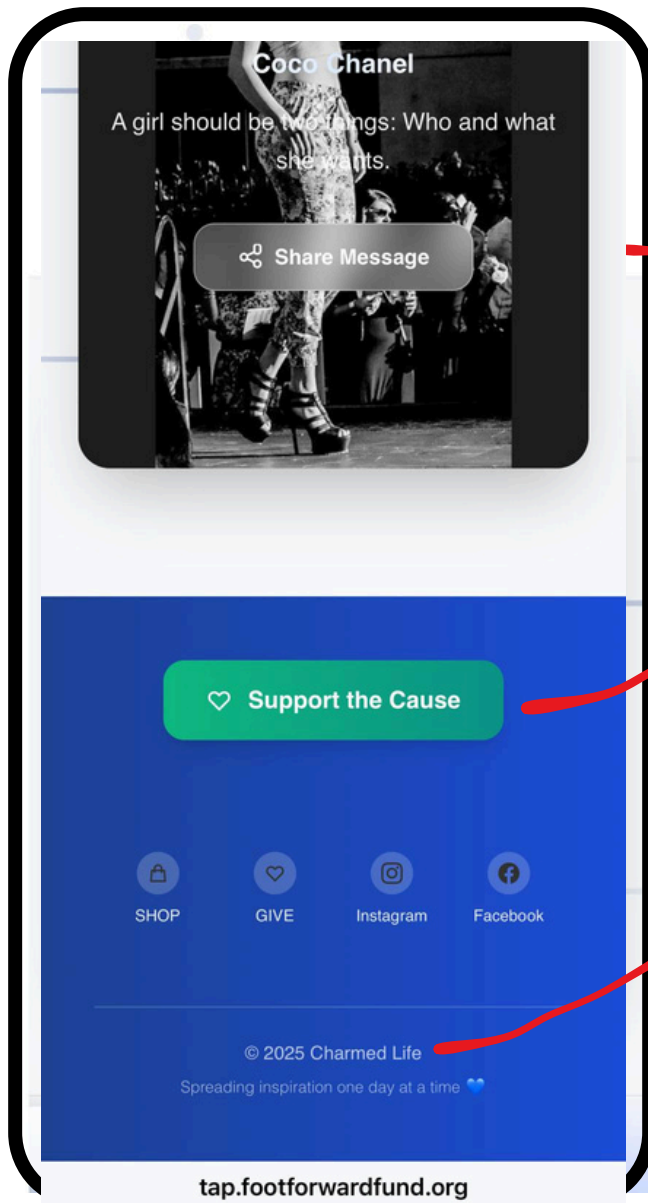 Coco Chanel
A girl should be two things: Who and what
she wants.
Share Message
Support the Cause
SHOP
GIVE
Instagram
Facebook
© 2025 Charmed Life
Spreading inspiration one day at a time 💙
tap.footforwardfund.org